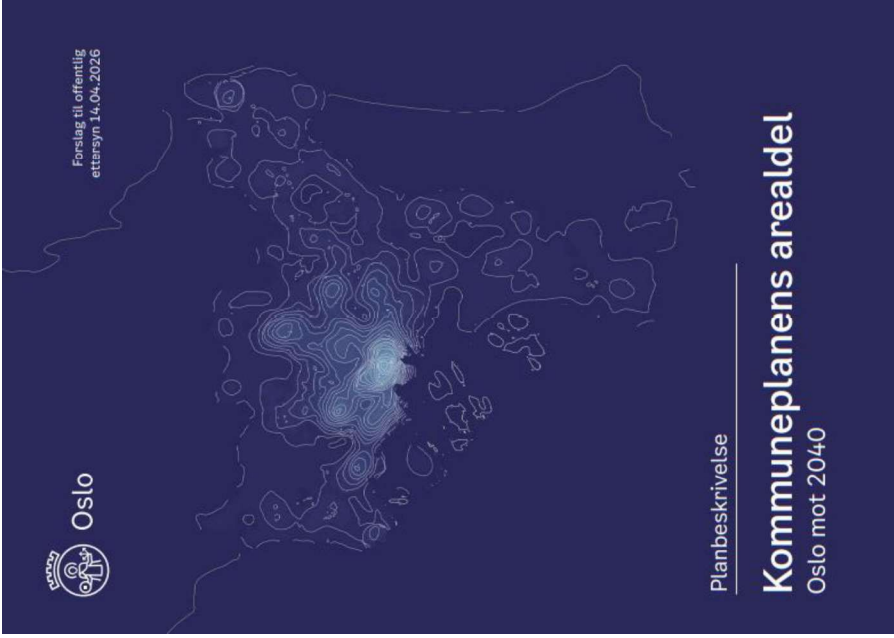 Oslo
Forslag til offentlig
ettersyn 14.04.2026
Planbeskrivelse
Kommuneplanens arealdel
Oslo mot 2040